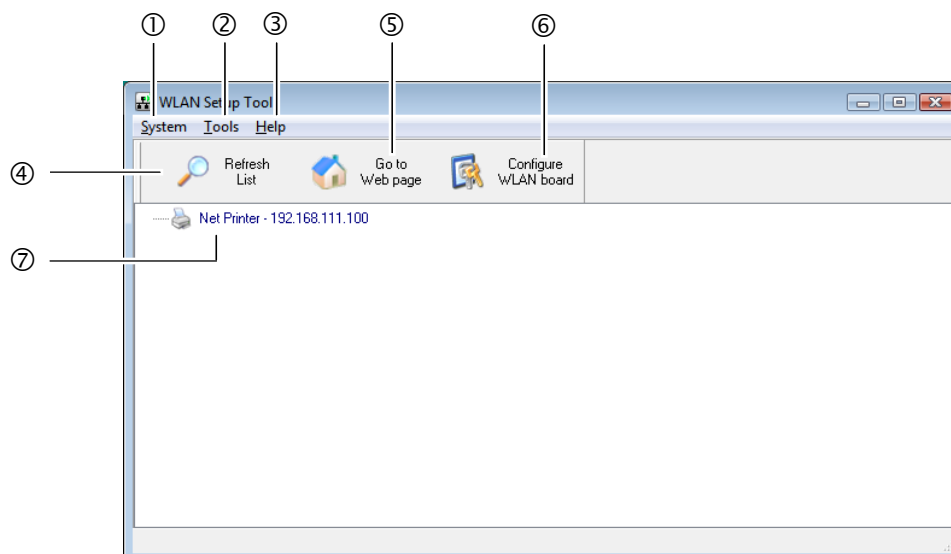 ① ② ③ ⑤ ⑥
WLAN Setup Tool
System Tools Help
④ Refresh List
Go to Web page
Configure WLAN board
Net Printer - 192.168.111.100
⑦